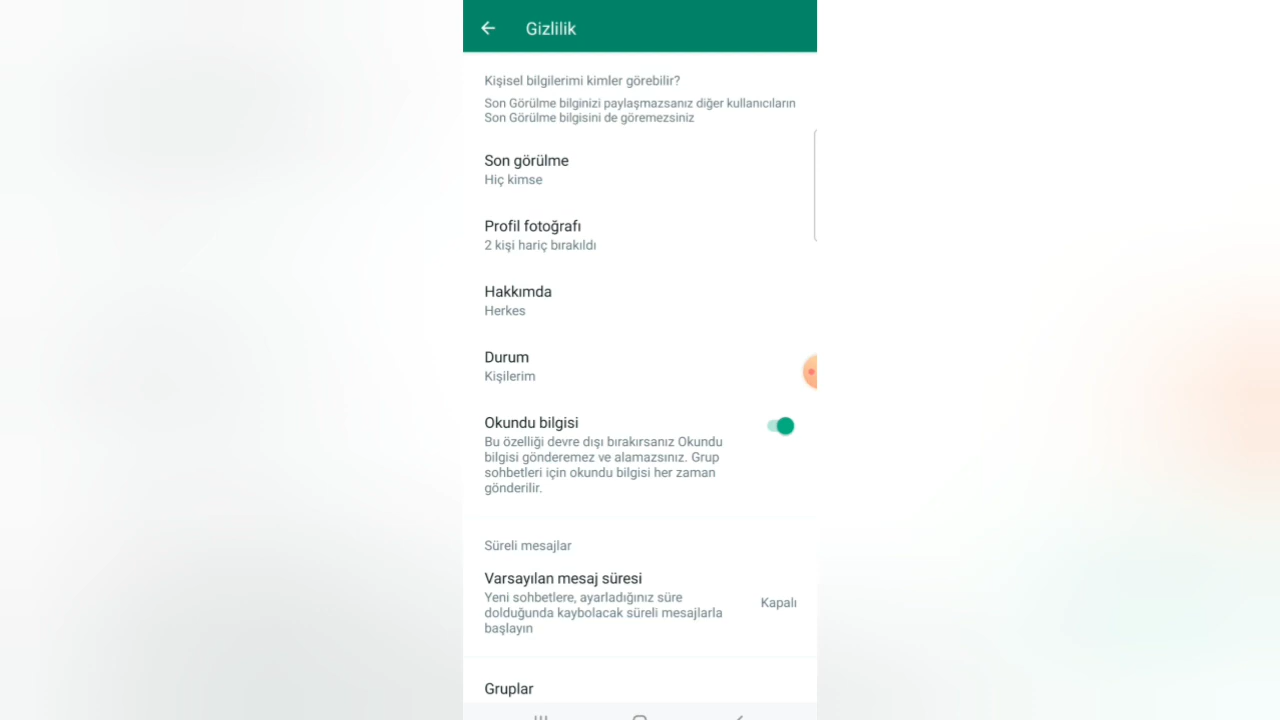 Gizlilik
Kişisel bilgilerimi kimler görebilir?
Son Görülme bilginizi paylaşmazsanız diğer kullanıcıların
Son Görülme bilgisini de göremezsiniz
Son görülme
Hiç kimse
Profil fotoğrafı
2 kişi hariç bırakıldı
Hakkımda
Herkes
Durum
Kişilerim
Okundu bilgisi
Bu özelliği devre dışı bırakırsanız Okundu
bilgisi gönderemez ve alamazsınız. Grup
sohbetleri için okundu bilgisi her zaman
gönderilir.
Süreli mesajlar
Varsayılan mesaj süresi
Yeni sohbetlere, ayarladığınız süre
dolduğunda kaybolacak süreli mesajlarla
başlayın
Kapalı
Gruplar